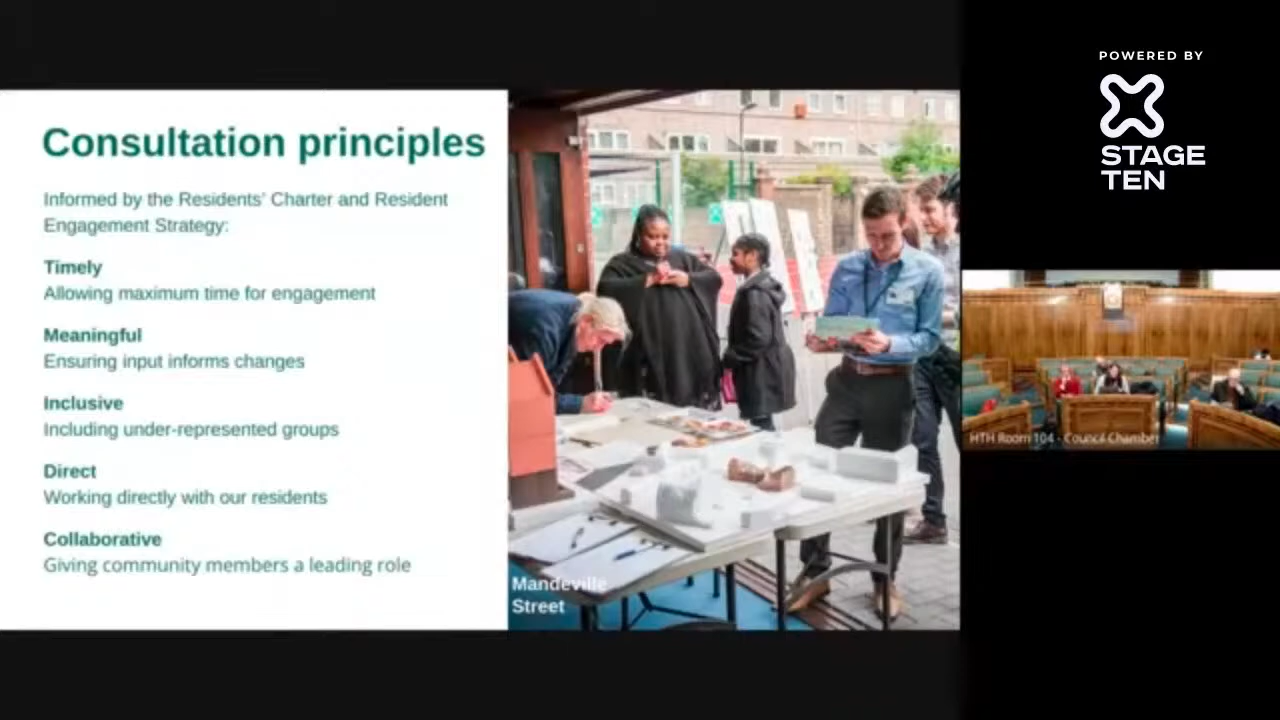 Consultation principles
Informed by the Residents' Charter and Resident
Engagement Strategy:
Timely
Allowing maximum time for engagement
Meaningful
Ensuring input informs changes
Inclusive
Including under-represented groups
Direct
Working directly with our residents
Collaborative
Giving community members a leading role
Mandeville
Street
POWERED BY
STAGE
TEN
HTH Room 104 - Council Chamber